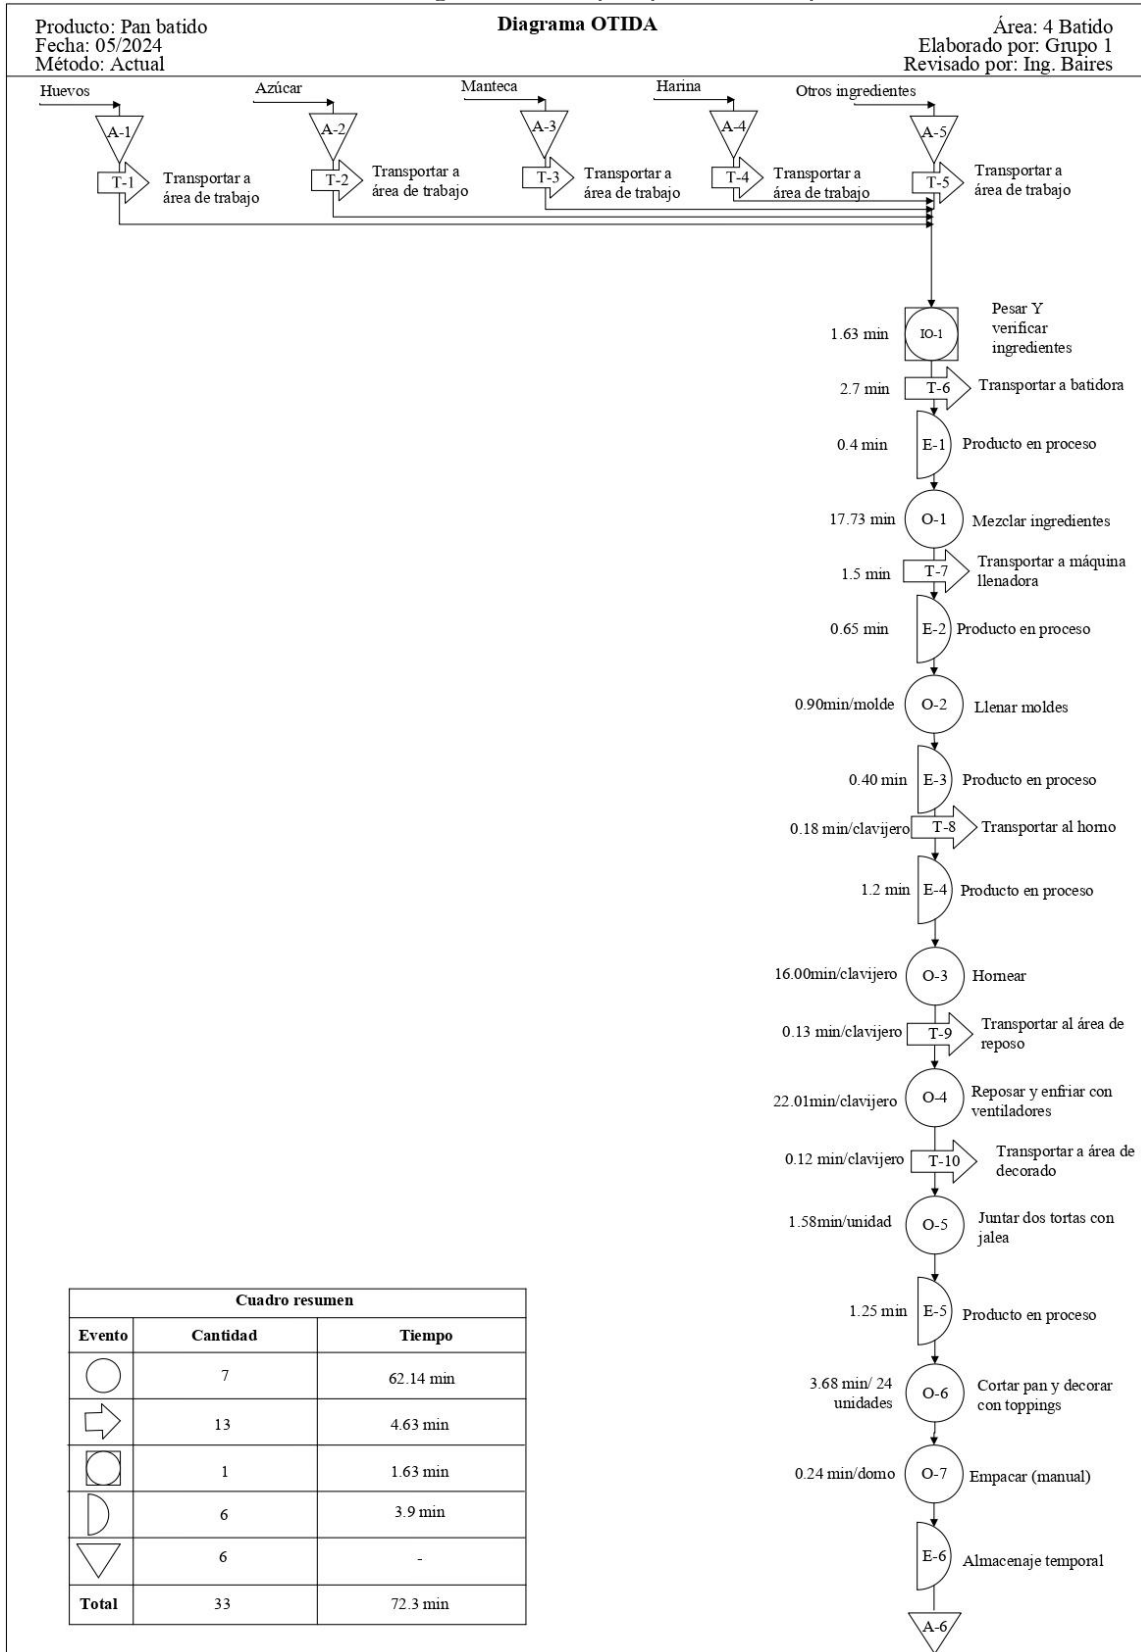 Diagrama OTIDA
Producto: Pan batido
Fecha: 05/2024
Método: Actual
Área: 4 Batido
Elaborado por: Grupo 1
Revisado por: Ing. Baires
Huevos
Azúcar
Manteca
Harina
Otros ingredientes
A-1
A-2
A-3
A-4
A-5
T-1
Transportar a
área de trabajo
T-2
Transportar a
área de trabajo
T-3
Transportar a
área de trabajo
T-4
Transportar a
área de trabajo
T-5
Transportar a
área de trabajo
1.63 min
IO-1
Pesar Y
verificar
ingredientes
2.7 min
T-6
Transportar a batidora
0.4 min
E-1
Producto en proceso
17.73 min
O-1
Mezclar ingredientes
1.5 min
T-7
Transportar a máquina
llenadora
0.65 min
E-2
Producto en proceso
0.90min/molde
O-2
Llenar moldes
0.40 min
E-3
Producto en proceso
0.18 min/clavijero
T-8
Transportar al horno
1.2 min
E-4
Producto en proceso
16.00min/clavijero
O-3
Hornear
0.13 min/clavijero
T-9
Transportar al área de
reposo
22.01min/clavijero
O-4
Reposar y enfriar con
ventiladores
0.12 min/clavijero
T-10
Transportar a área de
decorado
1.58min/unidad
O-5
Juntar dos tortas con
jalea
1.25 min
E-5
Producto en proceso
3.68 min/ 24
unidades
O-6
Cortar pan y decorar
con toppings
0.24 min/domo
O-7
Empacar (manual)
E-6
Almacenaje temporal
A-6
Cuadro resumen
Evento Cantidad Tiempo
7 62.14 min
13 4.63 min
1 1.63 min
6 3.9 min
6 -
Total 33 72.3 min